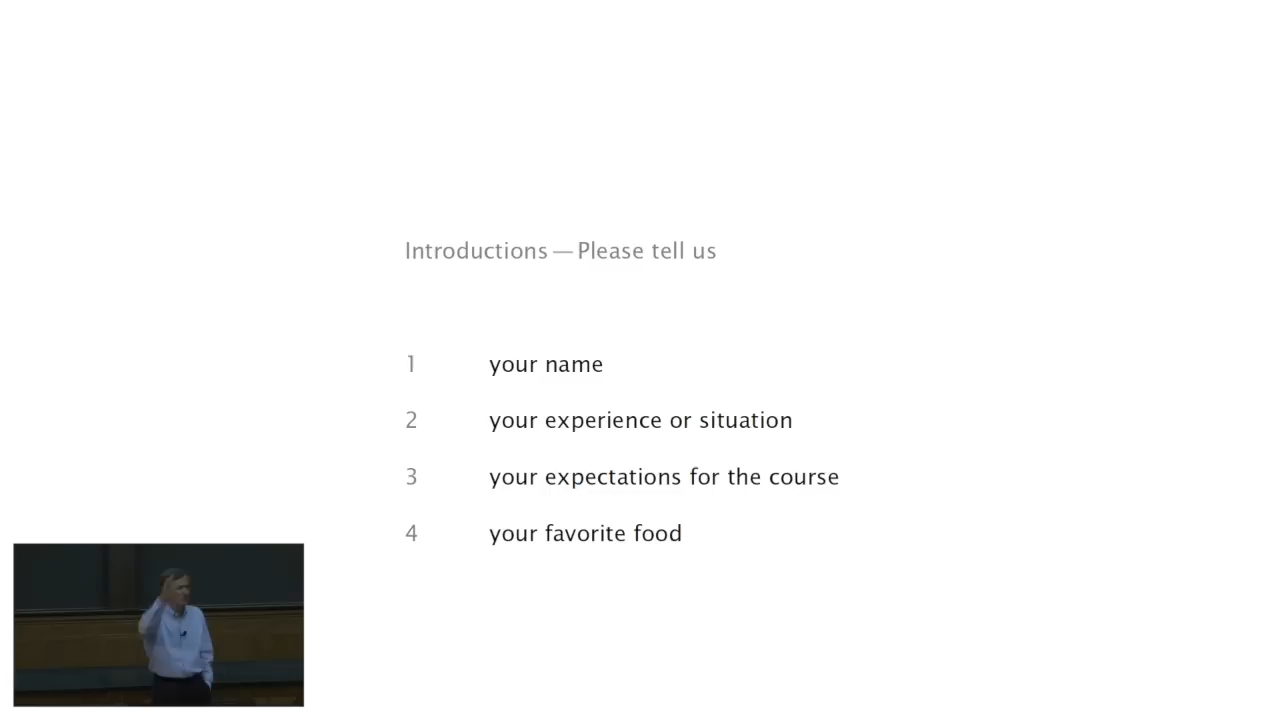 Introductions — Please tell us
1 your name
2 your experience or situation
3 your expectations for the course
4 your favorite food